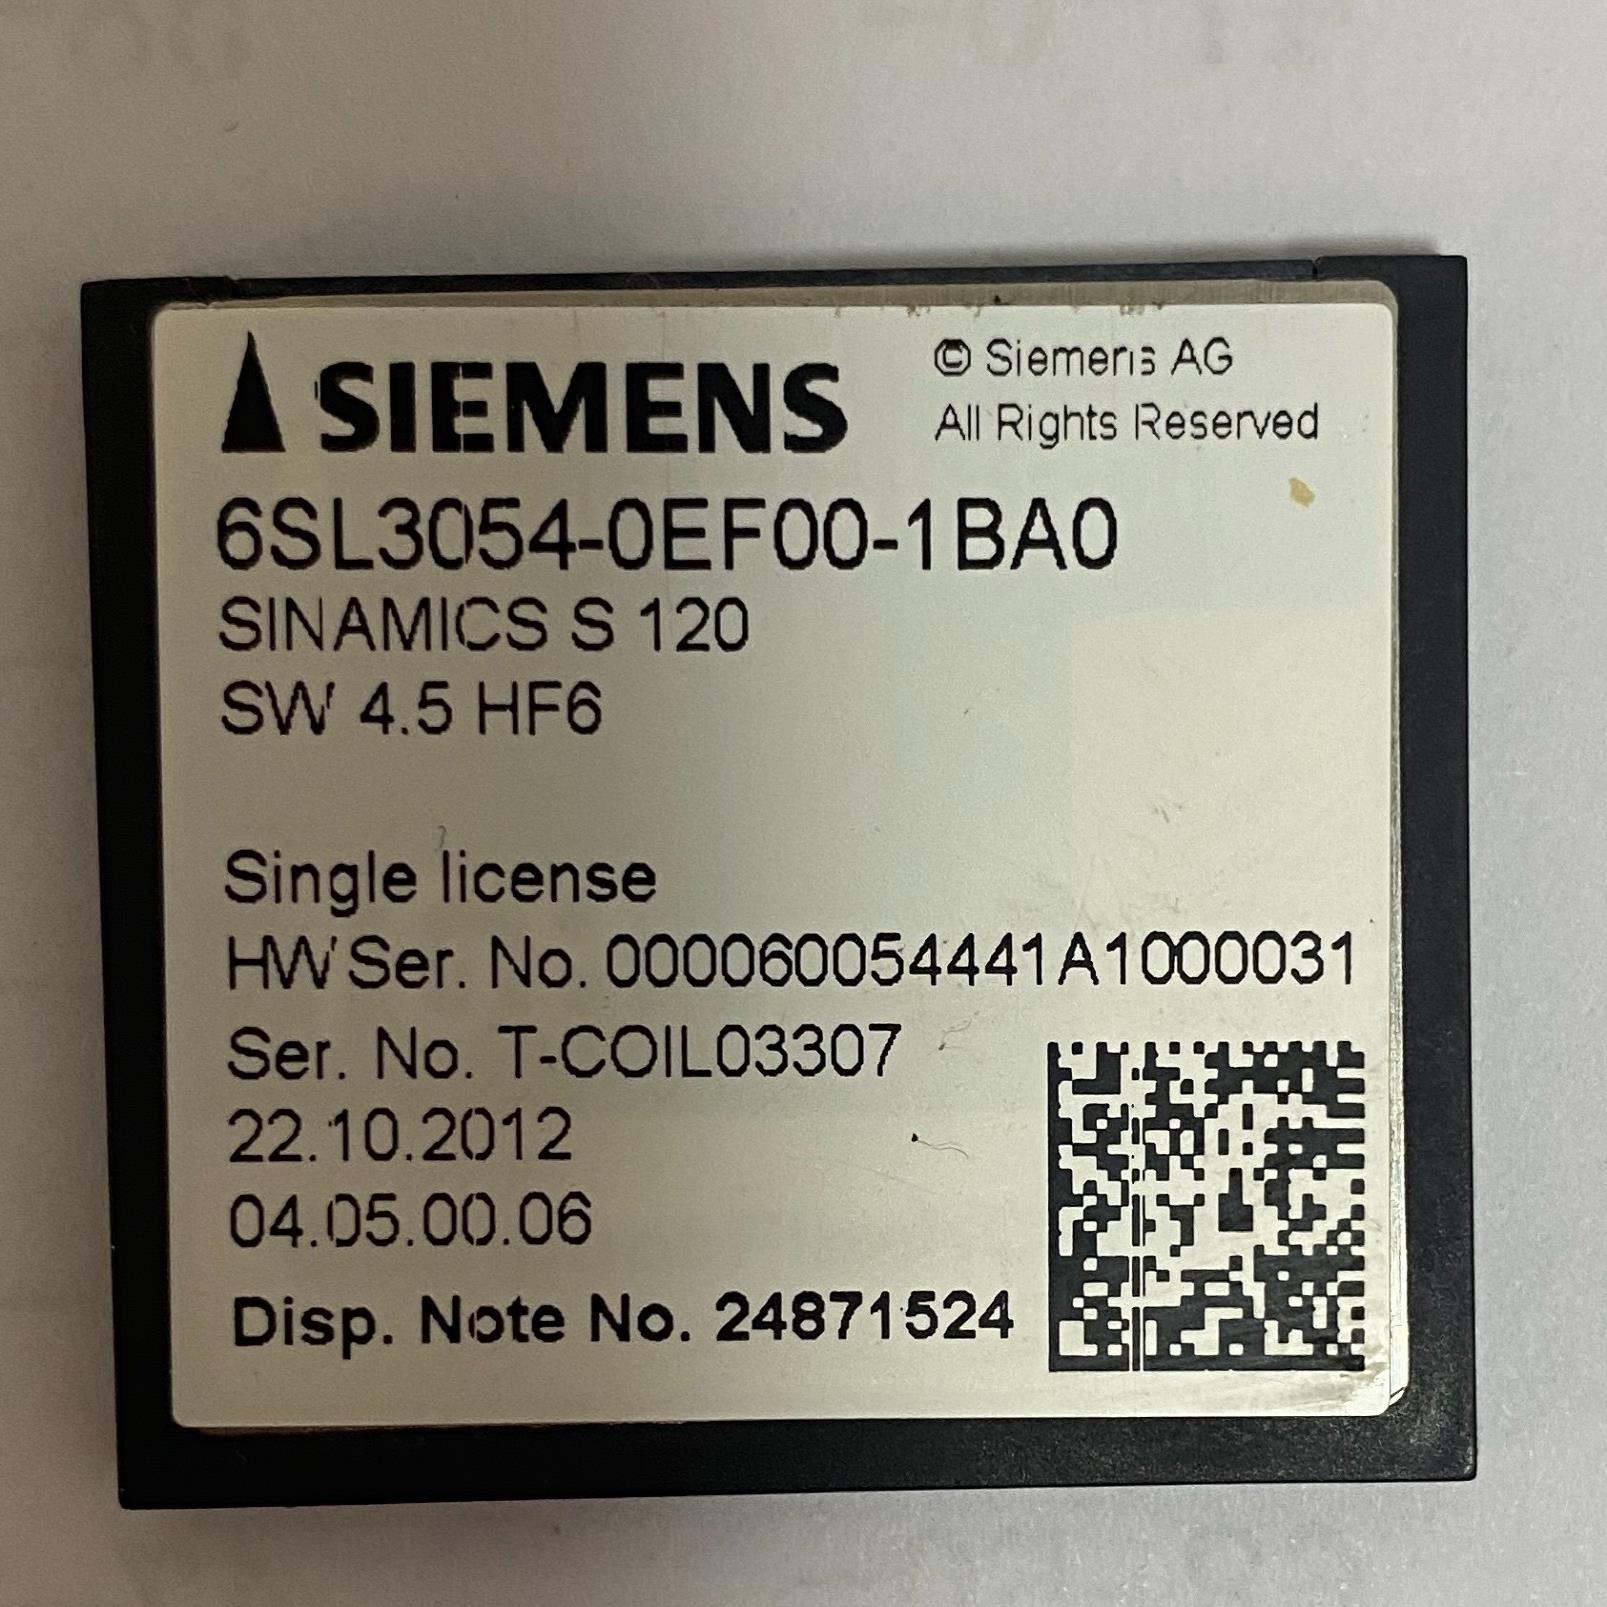 SIEMENS
© Siemens AG
All Rights Reserved
6SL3054-0EF00-1BA0
SINAMICS S 120
SW 4.5 HF6
Single license
HW Ser. No. 000060054441A1000031
Ser. No. T-COIL03307
22.10.2012
04.05.00.06
Disp. Note No. 24871524